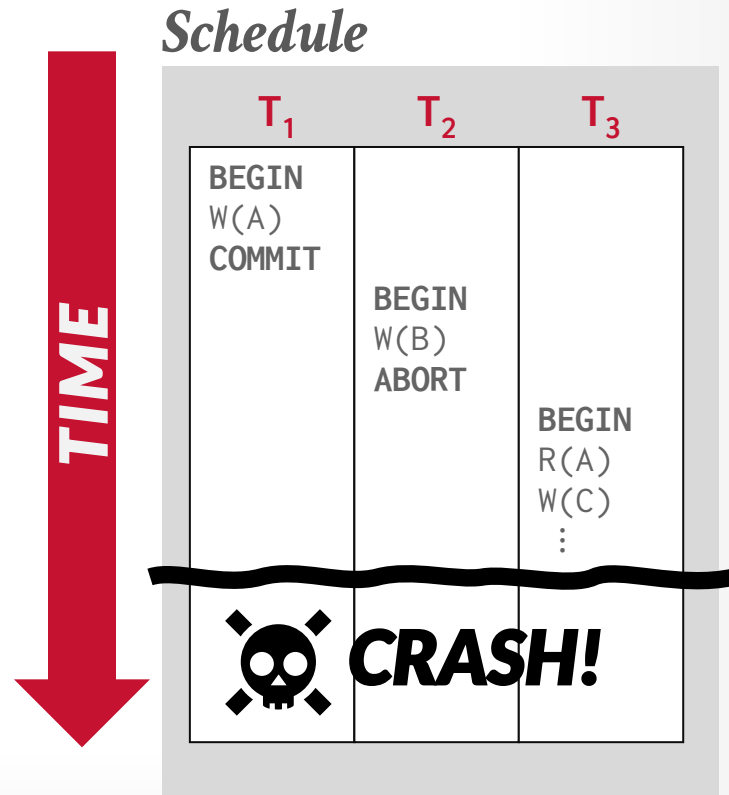 Schedule
T1 T2 T3
BEGIN
W(A)
COMMIT
BEGIN
W(B)
ABORT
BEGIN
R(A)
W(C)
⋮
TIME
CRASH!